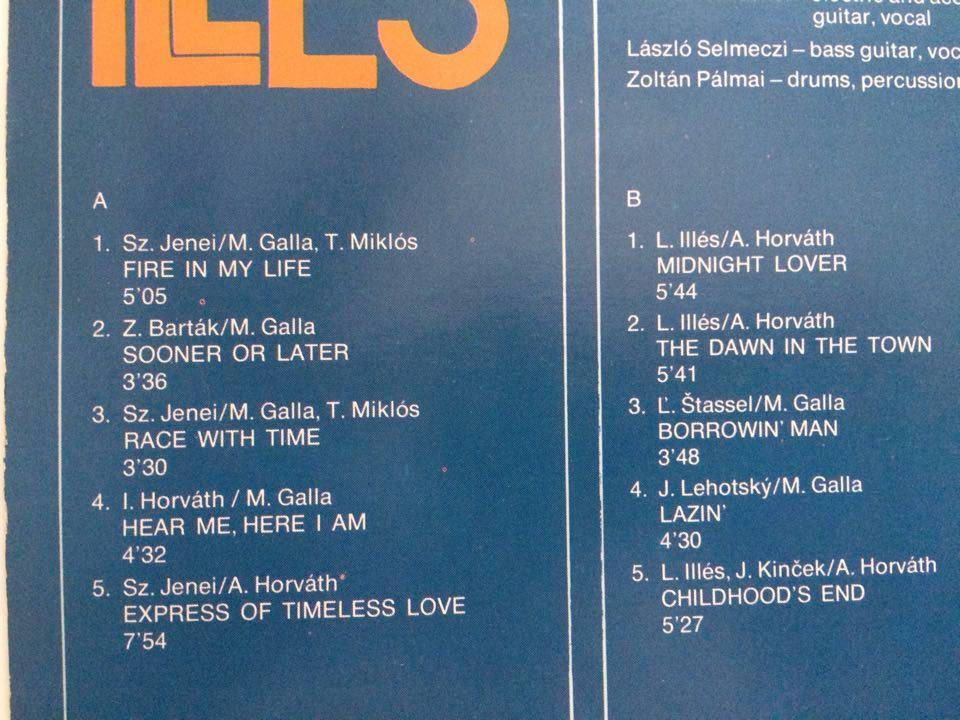 ILLÉS
guitar, vocal
László Selmeczi – bass guitar,
Zoltán Pálmai – drums,
A
1. Sz. Jenei/M. Galla, T. Miklós
FIRE IN MY LIFE
5'05
2. Z. Barták/M. Galla
SOONER OR LATER
3'36
3. Sz. Jenei/M. Galla, T. Miklós
RACE WITH TIME
3'30
4. I. Horváth / M. Galla
HEAR ME, HERE I AM
4'32
5. Sz. Jenei/A. Horváth
EXPRESS OF TIMELESS LOVE
7'54
B
1. L. Illés/A. Horváth
MIDNIGHT LOVER
5'44
2. L. Illés/A. Horváth
THE DAWN IN THE TOWN
5'41
3. Ľ. Štassel/M. Galla
BORROWIN' MAN
3'48
4. J. Lehotský/M. Galla
LAZIN'
4'30
5. L. Illés, J. Kinček/A. Horváth
CHILDHOOD'S END
5'27